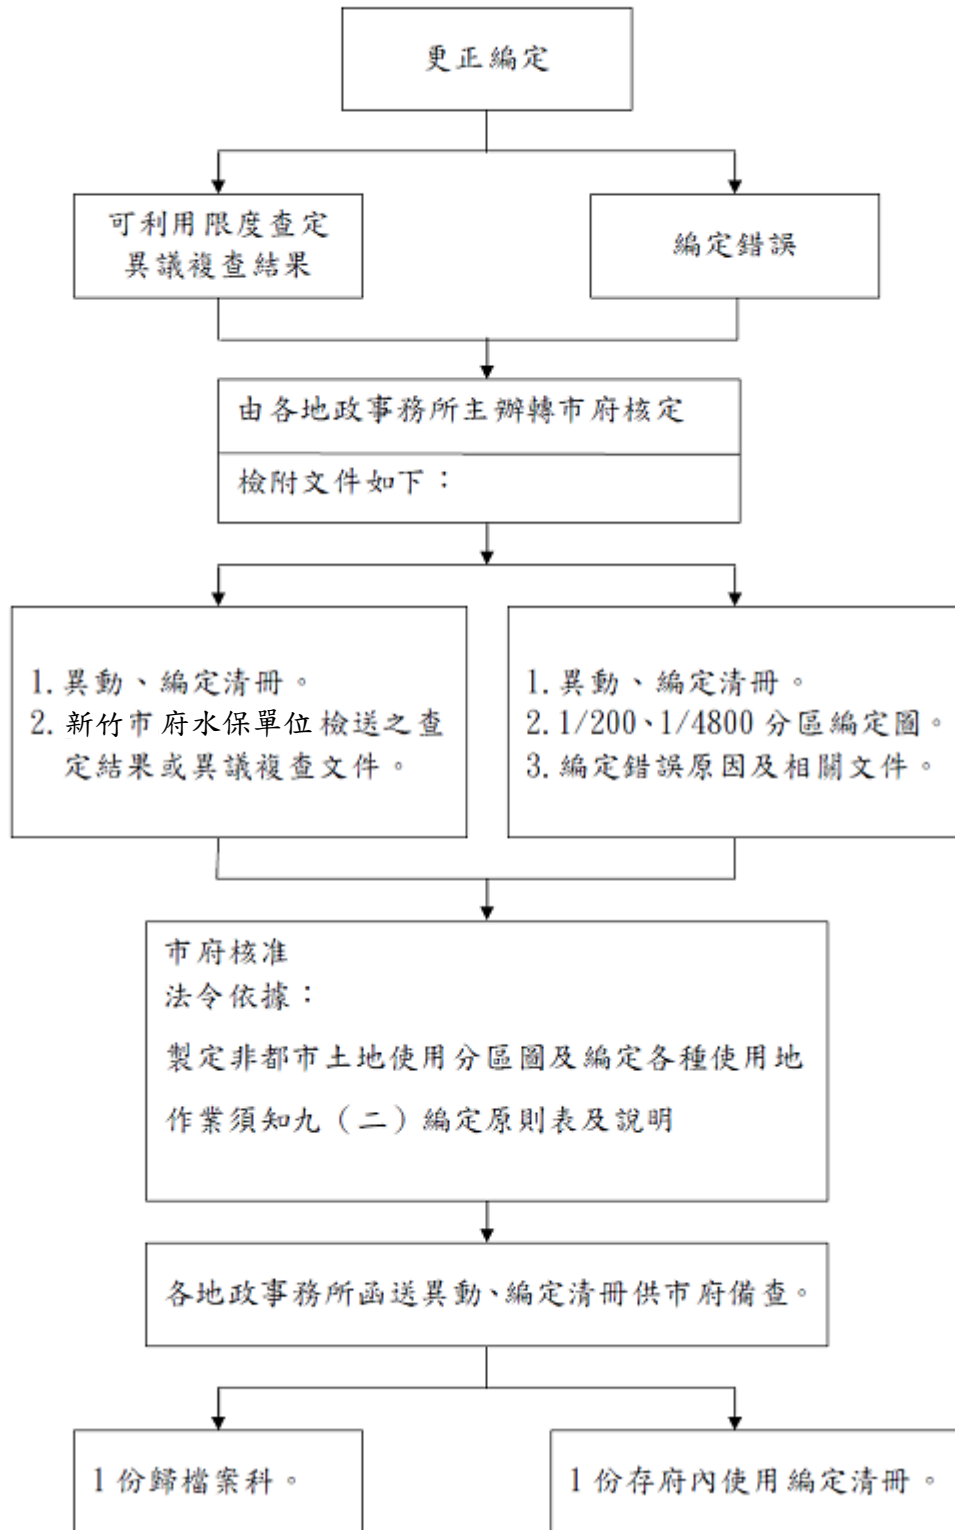 更正編定
可利用限度查定
異議複查結果
編定錯誤
由各地政事務所主辦轉市府核定
檢附文件如下：
1. 異動、編定清冊。
2. 新竹市府水保單位檢送之查
定結果或異議複查文件。
1. 異動、編定清冊。
2. 1/200、1/4800 分區編定圖。
3. 編定錯誤原因及相關文件。
市府核准
法令依據：
製定非都市土地使用分區圖及編定各種使用地
作業須知九（二）編定原則表及說明
各地政事務所函送異動、編定清冊供市府備查。
1 份歸檔案科。
1 份存府內使用編定清冊。